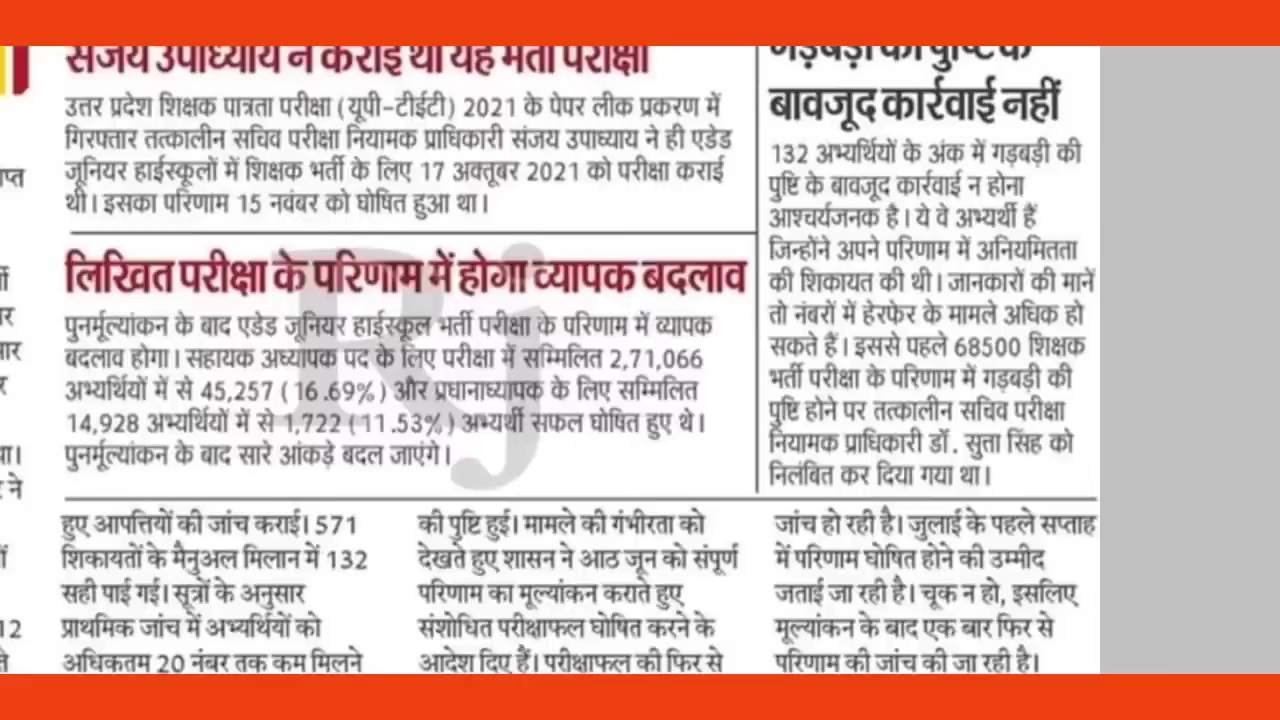 संजय उपाध्याय ने कराई थी यह भर्ती परीक्षा
उत्तर प्रदेश शिक्षक पात्रता परीक्षा (यूपी-टीईटी) 2021 के पेपर लीक प्रकरण में
गिरफ्तार तत्कालीन सचिव परीक्षा नियामक प्राधिकारी संजय उपाध्याय ने ही एडेड
जूनियर हाईस्कूलों में शिक्षक भर्ती के लिए 17 अक्तूबर 2021 को परीक्षा कराई
थी। इसका परिणाम 15 नवंबर को घोषित हुआ था।
लिखित परीक्षा के परिणाम में होगा व्यापक बदलाव
पुनर्मूल्यांकन के बाद एडेड जूनियर हाईस्कूल भर्ती परीक्षा के परिणाम में व्यापक
बदलाव होगा। सहायक अध्यापक पद के लिए परीक्षा में सम्मिलित 2,71,066
अभ्यर्थियों में से 45,257 (16.69%) और प्रधानाध्यापक के लिए सम्मिलित
14,928 अभ्यर्थियों में से 1,722 (11.53%) अभ्यर्थी सफल घोषित हुए थे।
पुनर्मूल्यांकन के बाद सारे आंकड़े बदल जाएंगे।
Rj
गड़बड़ी की पुष्टि के
बावजूद कार्रवाई नहीं
132 अभ्यर्थियों के अंक में गड़बड़ी की
पुष्टि के बावजूद कार्रवाई न होना
आश्चर्यजनक है। ये वे अभ्यर्थी हैं
जिन्होंने अपने परिणाम में अनियमितता
की शिकायत की थी। जानकारों की मानें
तो नंबरों में हेरफेर के मामले अधिक हो
सकते हैं। इससे पहले 68500 शिक्षक
भर्ती परीक्षा के परिणाम में गड़बड़ी की
पुष्टि होने पर तत्कालीन सचिव परीक्षा
नियामक प्राधिकारी डॉ. सुत्ता सिंह को
निलंबित कर दिया गया था।
हुए आपत्तियों की जांच कराई। 571
शिकायतों के मैनुअल मिलान में 132
सही पाई गई। सूत्रों के अनुसार
प्राथमिक जांच में अभ्यर्थियों को
अधिकतम 20 नंबर तक कम मिलने
की पुष्टि हुई। मामले की गंभीरता को
देखते हुए शासन ने आठ जून को संपूर्ण
परिणाम का मूल्यांकन कराते हुए
संशोधित परीक्षाफल घोषित करने के
आदेश दिए हैं। परीक्षाफल की फिर से
जांच हो रही है। जुलाई के पहले सप्ताह
में परिणाम घोषित होने की उम्मीद
जताई जा रही है। चूक न हो, इसलिए
मूल्यांकन के बाद एक बार फिर से
परिणाम की जांच की जा रही है।